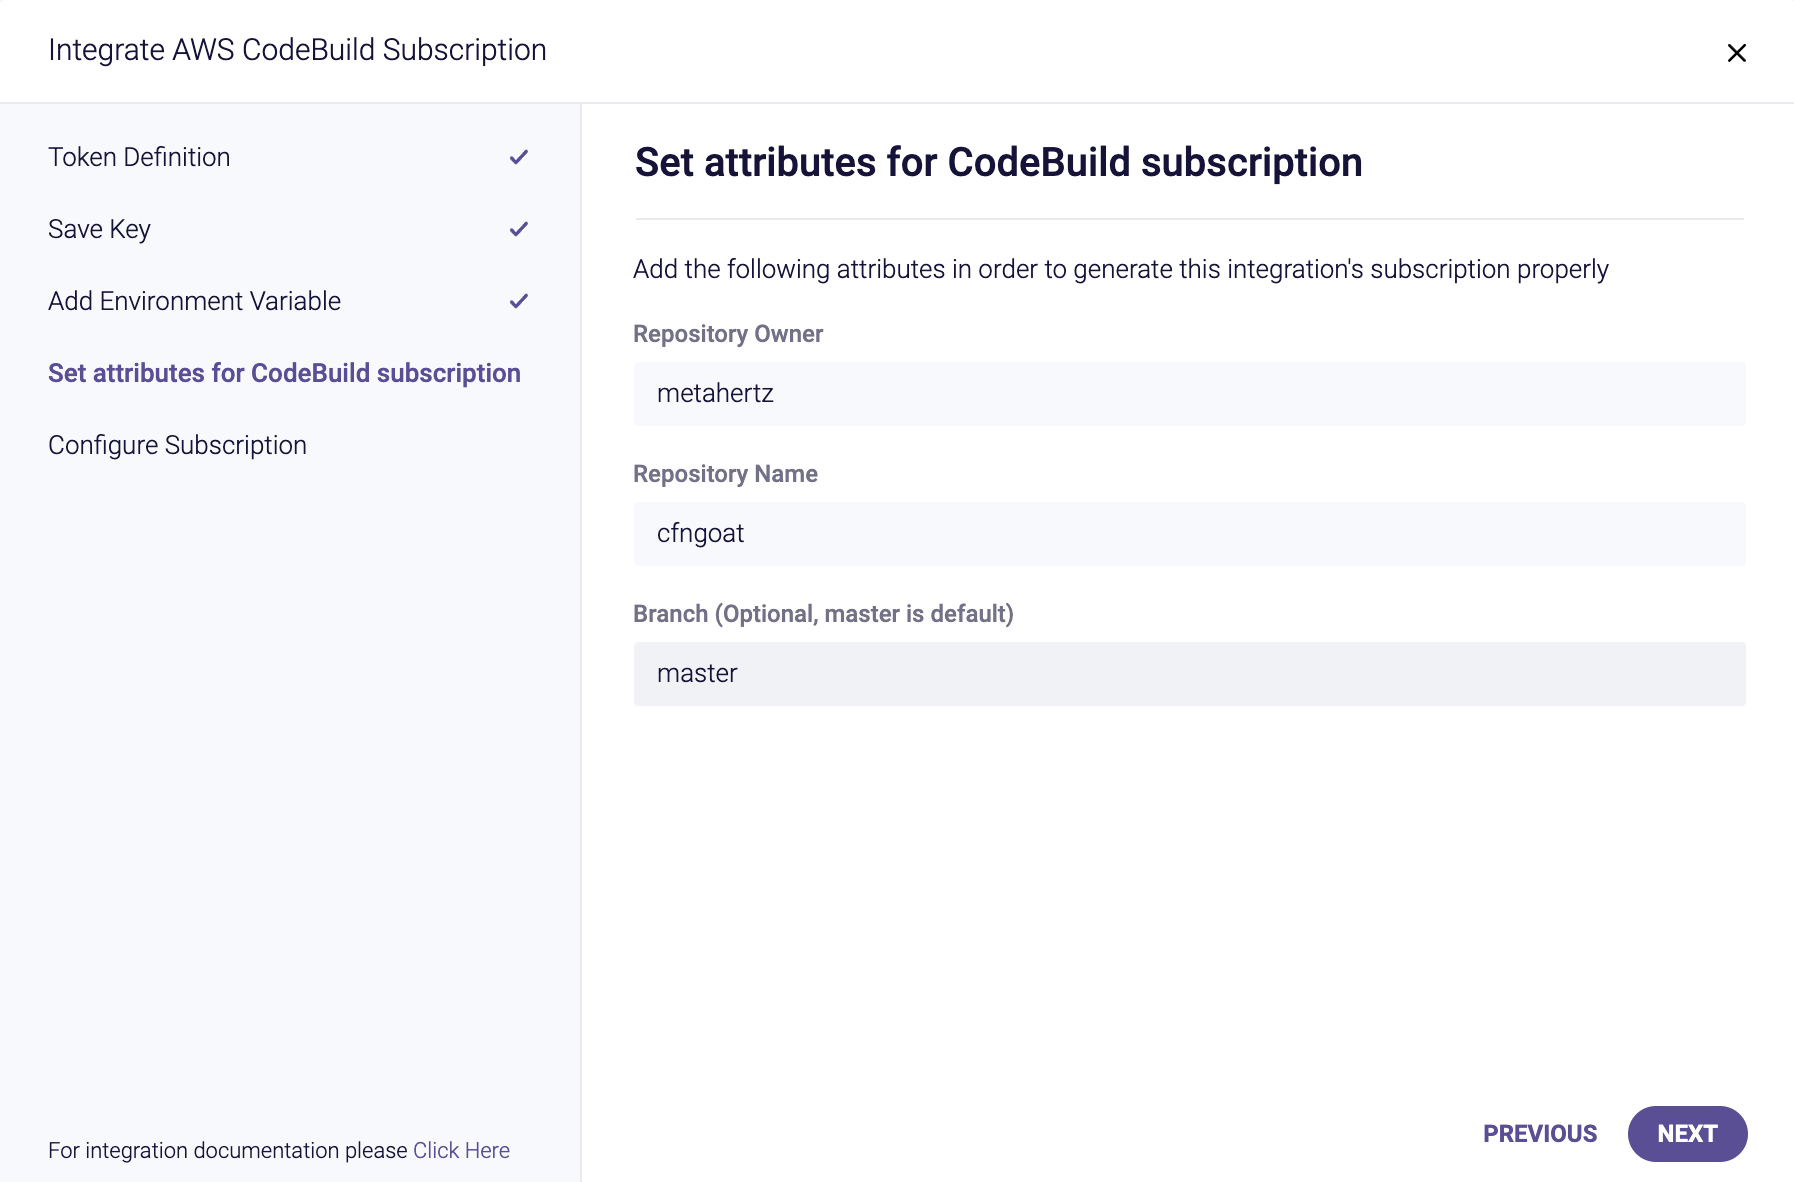 Integrate AWS CodeBuild Subscription
Token Definition
Save Key
Add Environment Variable
Set attributes for CodeBuild subscription
Configure Subscription
For integration documentation please Click Here
Set attributes for CodeBuild subscription
Add the following attributes in order to generate this integration's subscription properly
Repository Owner
metahertz
Repository Name
cfngoat
Branch (Optional, master is default)
master
PREVIOUS
NEXT